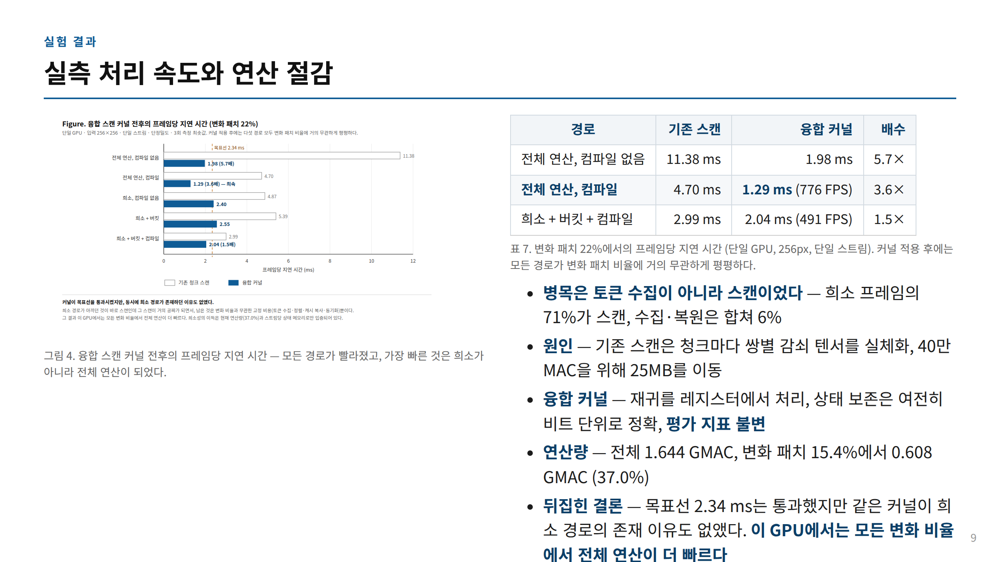 실험 결과
실측 처리 속도와 연산 절감
Figure. 융합 스캔 커널 전후의 프레임당 지연 시간 (변화 패치 22%)
단일 GPU · 입력 256×256 · 단일 스트림 · 단정밀도 · 3회 측정 최솟값. 커널 적용 후에는 다섯 경로 모두 변화 패치 비율에 거의 무관하게 평평하다.
목표선 2.34 ms
전체 연산, 컴파일 없음
11.38
1.98 (5.7배)
전체 연산, 컴파일
4.70
1.29 (3.6배) — 최속
희소, 컴파일 없음
4.87
2.40
희소 + 버킷
5.39
2.55
희소 + 버킷 + 컴파일
2.99
2.04 (1.5배)
0 2 4 6 8 10 12
프레임당 지연 시간 (ms)
기존 청크 스캔 융합 커널
커널이 목표선을 통과시켰지만, 동시에 희소 경로가 존재하던 이유도 없앴다.
희소 경로가 아끼던 것이 바로 스캔인데 그 스캔이 거의 공짜가 되면서, 남은 것은 변화 비율과 무관한 고정 비용(토큰 수집·정렬·캐시 복사·동기화)뿐이다.
그 결과 이 GPU에서는 모든 변화 비율에서 전체 연산이 더 빠르다. 희소성의 이득은 현재 연산량(37.0%)과 스트림당 상태 메모리로만 입증되어 있다.
그림 4. 융합 스캔 커널 전후의 프레임당 지연 시간 — 모든 경로가 빨라졌고, 가장 빠른 것은 희소가
아니라 전체 연산이 되었다.
경로 기존 스캔 융합 커널 배수
전체 연산, 컴파일 없음 11.38 ms 1.98 ms 5.7×
전체 연산, 컴파일 4.70 ms 1.29 ms (776 FPS) 3.6×
희소 + 버킷 + 컴파일 2.99 ms 2.04 ms (491 FPS) 1.5×
표 7. 변화 패치 22%에서의 프레임당 지연 시간 (단일 GPU, 256px, 단일 스트림). 커널 적용 후에는
모든 경로가 변화 패치 비율에 거의 무관하게 평평하다.
• 병목은 토큰 수집이 아니라 스캔이었다 — 희소 프레임의
71%가 스캔, 수집·복원은 합쳐 6%
• 원인 — 기존 스캔은 청크마다 쌍별 감쇠 텐서를 실체화, 40만
MAC을 위해 25MB를 이동
• 융합 커널 — 재귀를 레지스터에서 처리, 상태 보존은 여전히
비트 단위로 정확, 평가 지표 불변
• 연산량 — 전체 1.644 GMAC, 변화 패치 15.4%에서 0.608
GMAC (37.0%)
• 뒤집힌 결론 — 목표선 2.34 ms는 통과했지만 같은 커널이 희
소 경로의 존재 이유도 없앴다. 이 GPU에서는 모든 변화 비율
에서 전체 연산이 더 빠르다
9